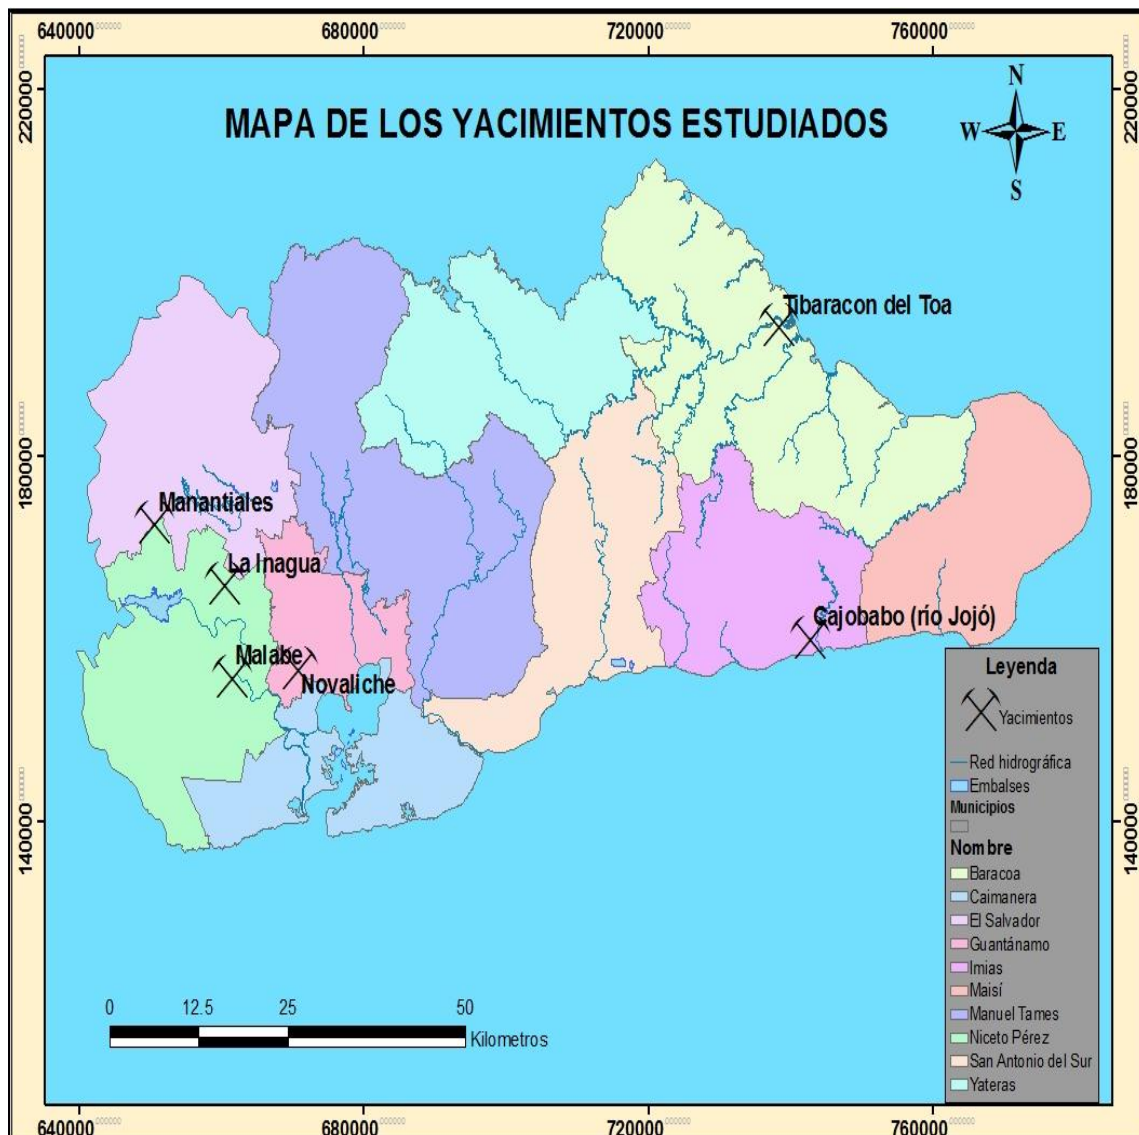 640000 680000 720000 760000
220000 220000
MAPA DE LOS YACIMIENTOS ESTUDIADOS
N
W E
S
Tibaracon del Toa
180000 180000
Manantiales
La Inagua
Cajobabo (río Jojó)
Malabe
Novaliche
Leyenda
Yacimientos
Red hidrográfica
Embalses
Municipios
Nombre
Baracoa
Caimanera
El Salvador
Guantánamo
Imias
Maisí
Manuel Tames
Niceto Pérez
San Antonio del Sur
Yateras
140000 140000
0 12.5 25 50
Kilometros
640000 680000 720000 760000